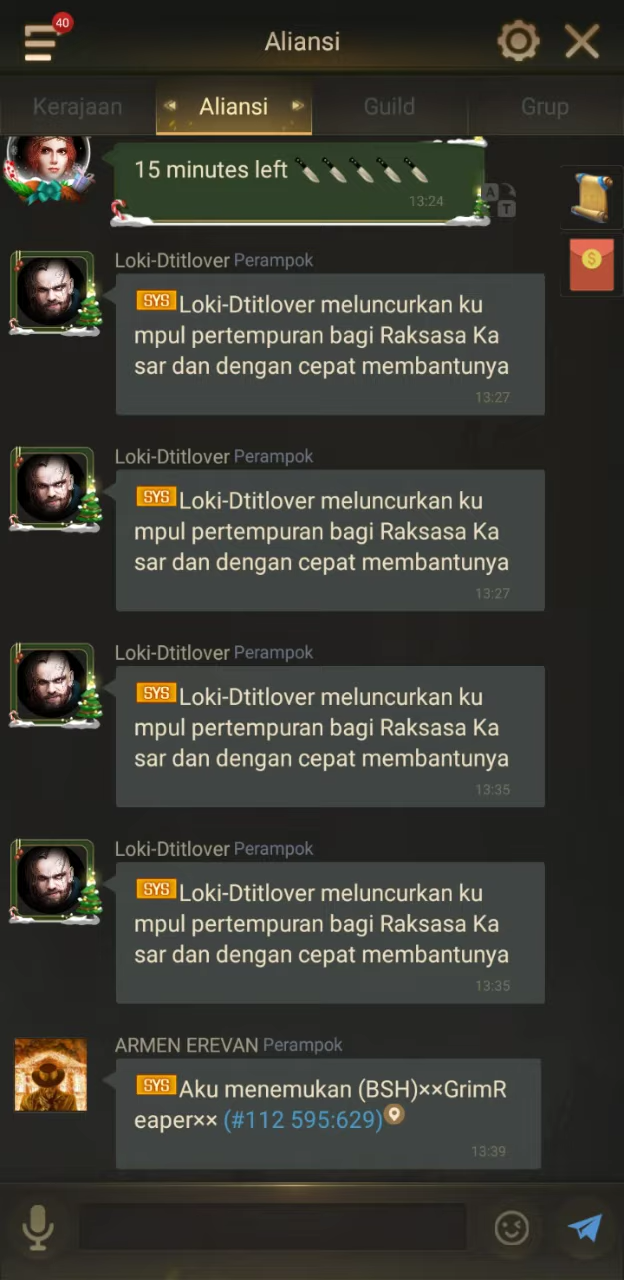 40
Aliansi
Kerajaan
Aliansi
Guild
Grup
15 minutes left 🔪🔪🔪🔪🔪
13:24
A
T
Loki-Dtitlover Perampok
SYS Loki-Dtitlover meluncurkan ku
mpul pertempuran bagi Raksasa Ka
sar dan dengan cepat membantunya
13:27
Loki-Dtitlover Perampok
SYS Loki-Dtitlover meluncurkan ku
mpul pertempuran bagi Raksasa Ka
sar dan dengan cepat membantunya
13:27
Loki-Dtitlover Perampok
SYS Loki-Dtitlover meluncurkan ku
mpul pertempuran bagi Raksasa Ka
sar dan dengan cepat membantunya
13:35
Loki-Dtitlover Perampok
SYS Loki-Dtitlover meluncurkan ku
mpul pertempuran bagi Raksasa Ka
sar dan dengan cepat membantunya
13:35
ARMEN EREVAN Perampok
SYS Aku menemukan (BSH)××GrimR
eaper×× (#112 595:629)
13:39